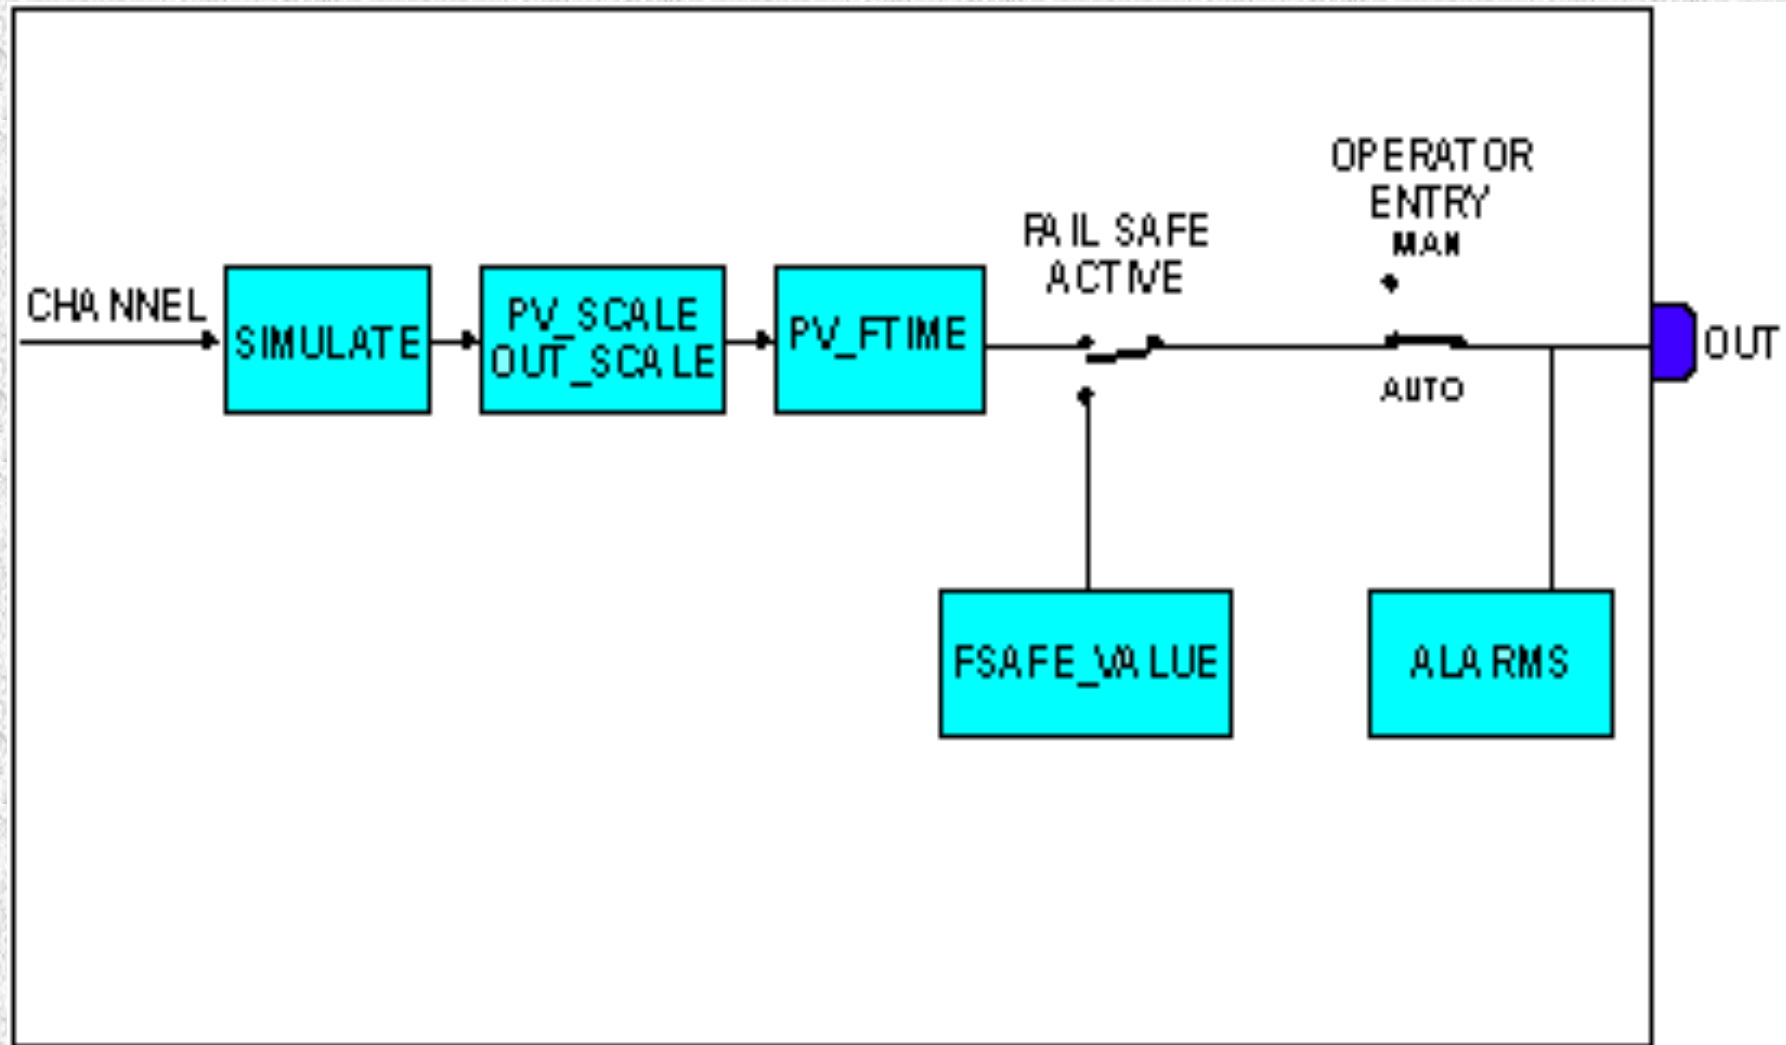 OPERATOR
ENTRY
MAN
FAIL SAFE
ACTIVE
CHANNEL
SIMULATE
PV_SCALE
OUT_SCALE
PV_FTIME
OUT
AUTO
FSAFE_VALUE
ALARMS